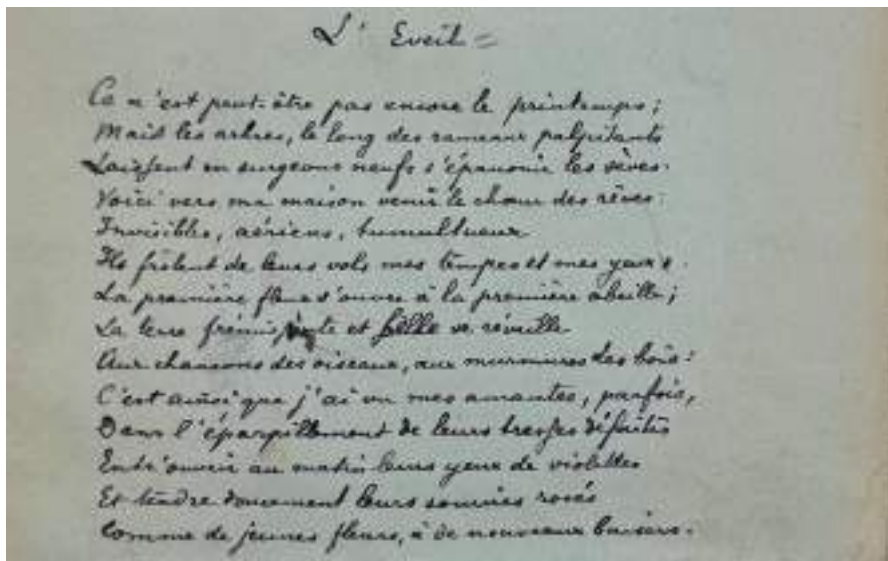 L' Eveil =
Ce n'est peut-être pas encore le printemps;
Mais les arbres, le long des rameaux palpitants
Laissent en surgeons neufs s'épanouir les sèves.
Voici vers ma maison venir le chœur des rêves:
Invisibles, aériens, tumultueux
Ils frôlent de leurs vols mes tempes et mes yeux.
La première fleur s'ouvre à la première abeille;
La terre frémissante et belle se réveille
Aux chansons des oiseaux, aux murmures des bois:
C'est ainsi que j'ai vu mes amantes, parfois,
Dans l'éparpillement de leurs tresses défaites
Entr'ouvrir au matin leurs yeux de violettes
Et tendre doucement leurs sourires rosés
Comme de jeunes fleurs, à de nouveaux baisers.